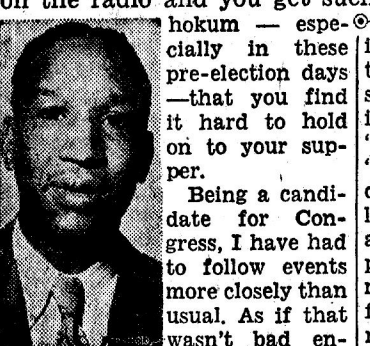 on the radio and you get such
hokum — espe-
cially in these
pre-election days
—that you find
it hard to hold
on to your sup-
per.
Being a candi-
date for Con-
gress, I have had
to follow events
more closely than
usual. As if that
wasn't bad en-